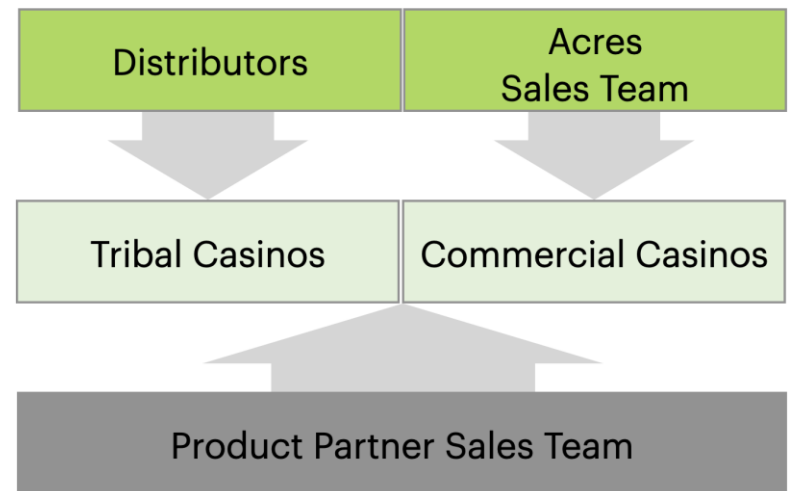 Distributors
Acres
Sales Team
Tribal Casinos
Commercial Casinos
Product Partner Sales Team